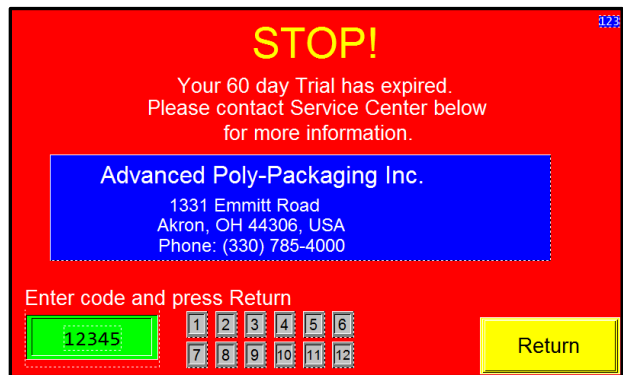 123
STOP!
Your 60 day Trial has expired.
Please contact Service Center below
for more information.
Advanced Poly-Packaging Inc.
1331 Emmitt Road
Akron, OH 44306, USA
Phone: (330) 785-4000
Enter code and press Return
12345
1 2 3 4 5 6
7 8 9 10 11 12
Return